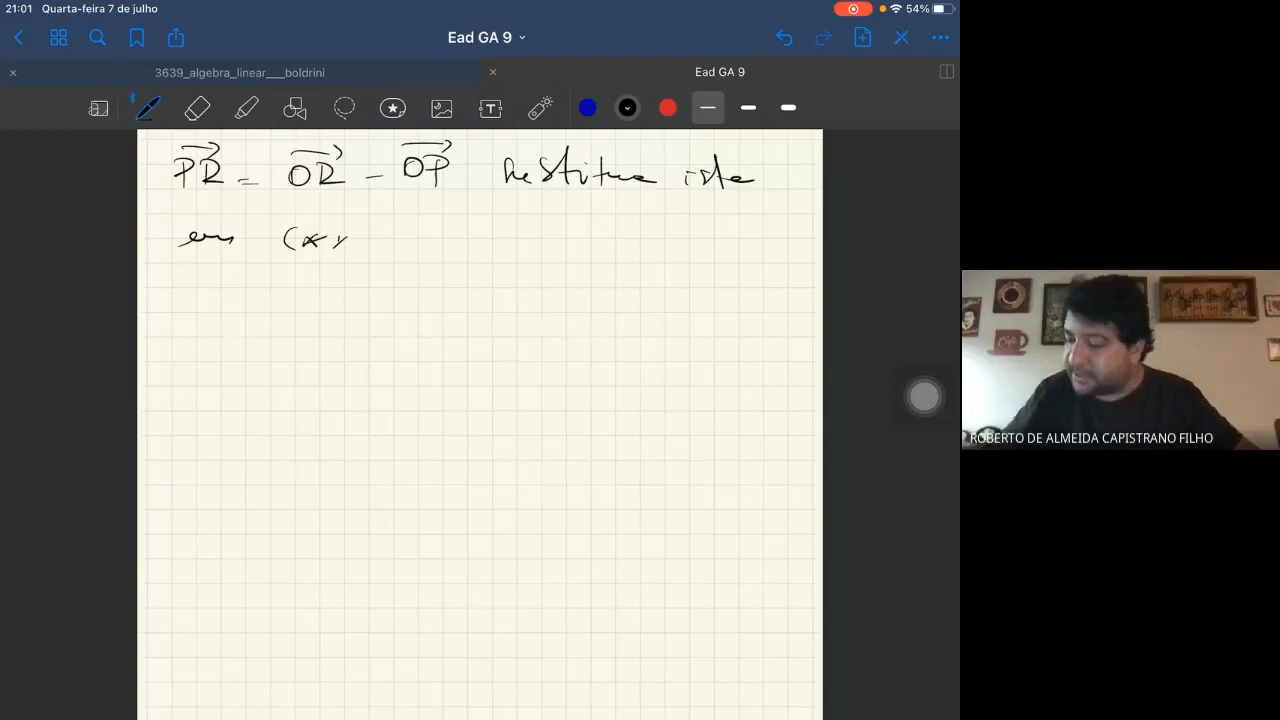 21:01 Quarta-feira 7 de julho
54%
Ead GA 9
3639_algebra_linear___boldrini
Ead GA 9
PR = OR - OP Restitua isto
em (*)
ROBERTO DE ALMEIDA CAPISTRANO FILHO